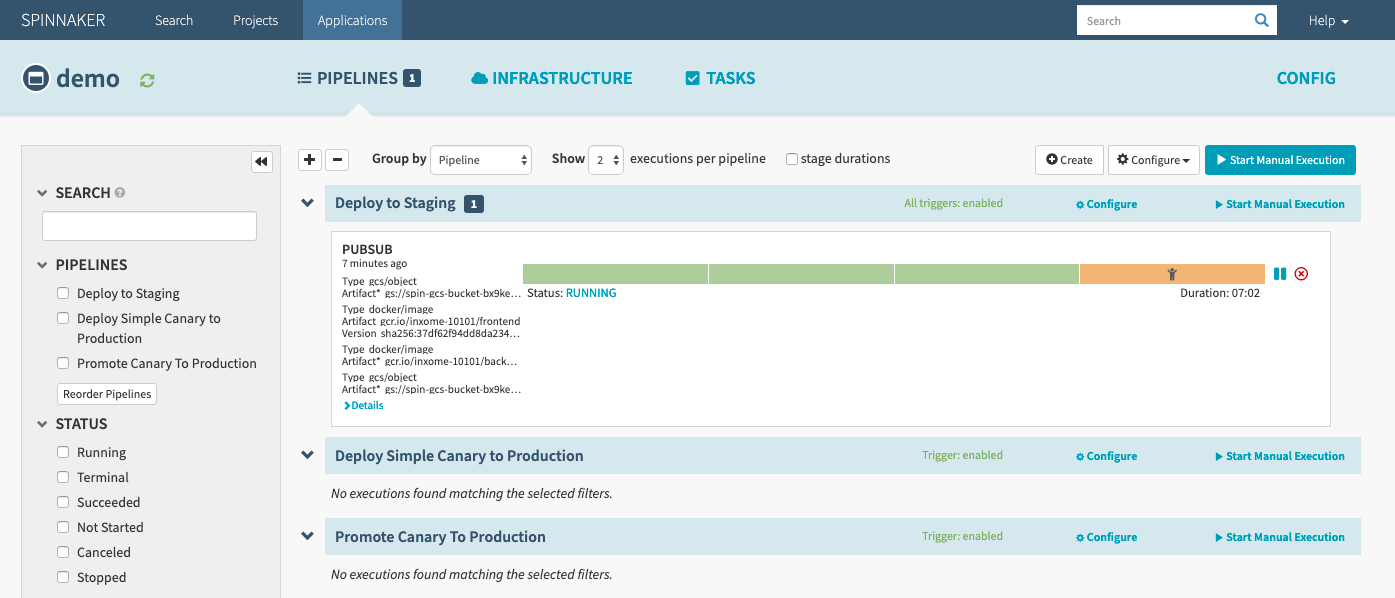 SPINNAKER Search Projects Applications Search Help
demo PIPELINES 1 INFRASTRUCTURE TASKS CONFIG
Group by Pipeline Show 2 executions per pipeline stage durations Create Configure Start Manual Execution
SEARCH
PIPELINES
Deploy to Staging
Deploy Simple Canary to
Production
Promote Canary To Production
Reorder Pipelines
STATUS
Running
Terminal
Succeeded
Not Started
Canceled
Stopped
Deploy to Staging 1 All triggers: enabled Configure Start Manual Execution
PUBSUB
7 minutes ago
Type gcs/object
Artifact* gs://spin-gcs-bucket-bx9ke...
Type docker/image
Artifact gcr.io/inxome-10101/frontend
Version sha256:37df62f94dd8da234...
Type docker/image
Artifact* gcr.io/inxome-10101/back...
Type gcs/object
Artifact* gs://spin-gcs-bucket-bx9ke...
Details
Status: RUNNING Duration: 07:02
Deploy Simple Canary to Production Trigger: enabled Configure Start Manual Execution
No executions found matching the selected filters.
Promote Canary To Production Trigger: enabled Configure Start Manual Execution
No executions found matching the selected filters.